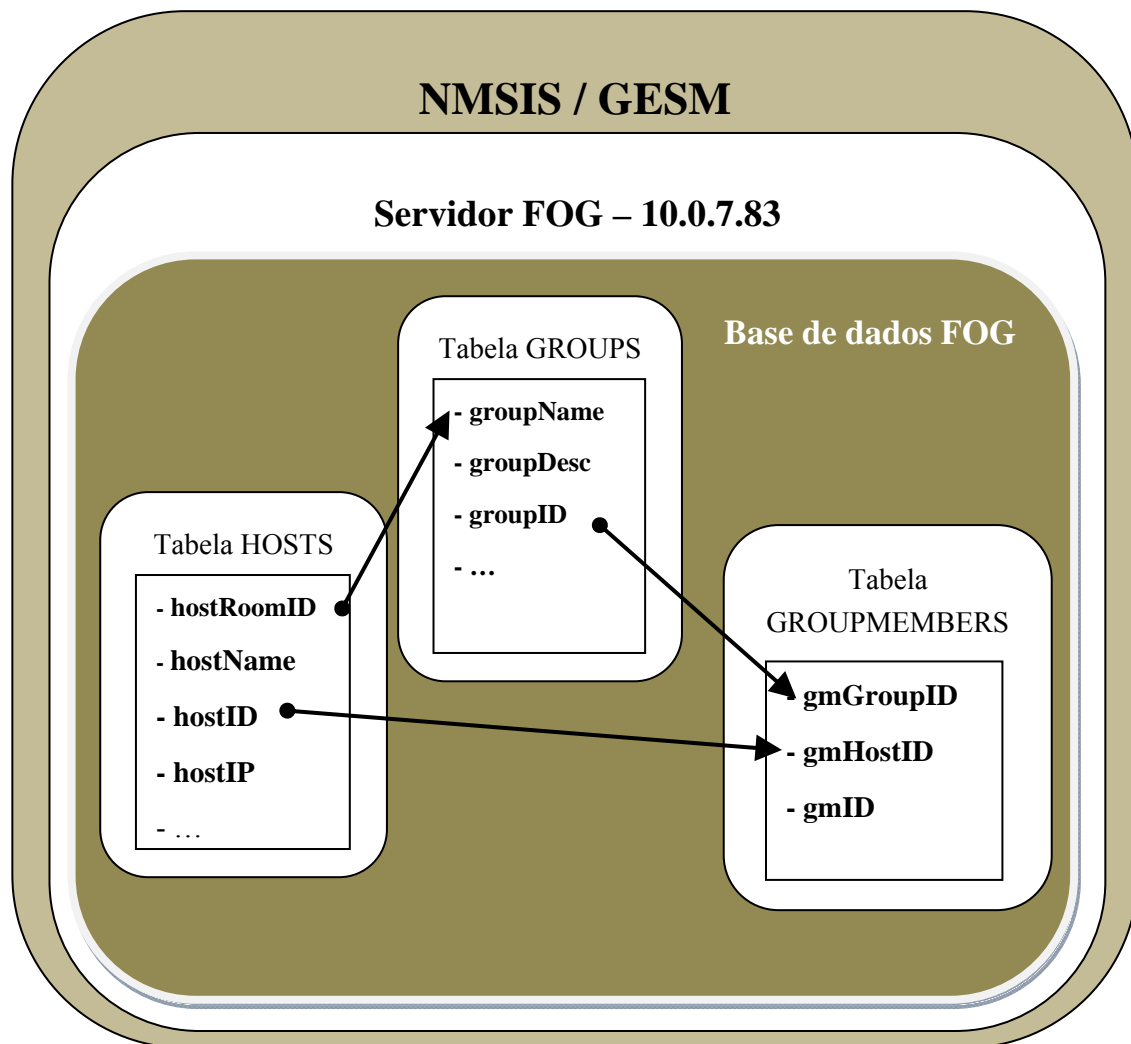 NMSIS / GESM
Servidor FOG – 10.0.7.83
Base de dados FOG
Tabela GROUPS
- groupName
- groupDesc
- groupID
- ...
Tabela HOSTS
- hostRoomID
- hostName
- hostID
- hostIP
- ...
Tabela
GROUPMEMBERS
- gmGroupID
- gmHostID
- gmID